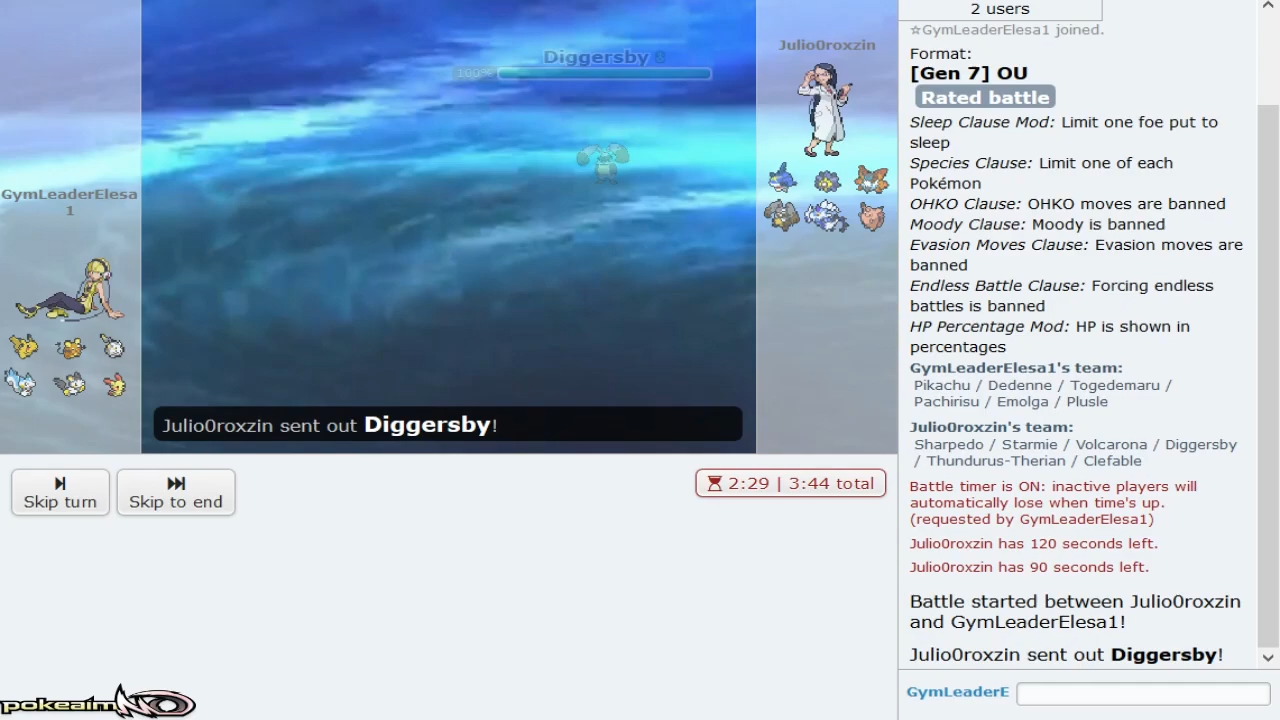 2 users
☆GymLeaderElesa1 joined.
Format:
[Gen 7] OU
Rated battle
Sleep Clause Mod: Limit one foe put to
sleep
Species Clause: Limit one of each
Pokémon
OHKO Clause: OHKO moves are banned
Moody Clause: Moody is banned
Evasion Moves Clause: Evasion moves are
banned
Endless Battle Clause: Forcing endless
battles is banned
HP Percentage Mod: HP is shown in
percentages
GymLeaderElesa1's team:
Pikachu / Dedenne / Togedemaru /
Pachirisu / Emolga / Plusle
Julio0roxzin's team:
Sharpedo / Starmie / Volcarona / Diggersby
/ Thundurus-Therian / Clefable
Battle timer is ON: inactive players will
automatically lose when time's up.
(requested by GymLeaderElesa1)
Julio0roxzin has 120 seconds left.
Julio0roxzin has 90 seconds left.
Battle started between Julio0roxzin
and GymLeaderElesa1!
Julio0roxzin sent out Diggersby!
GymLeaderE
Julio0roxzin
Diggersby
100%
GymLeaderElesa
1
Julio0roxzin sent out Diggersby!
Skip turn
Skip to end
2:29 | 3:44 total
pokeaimMD